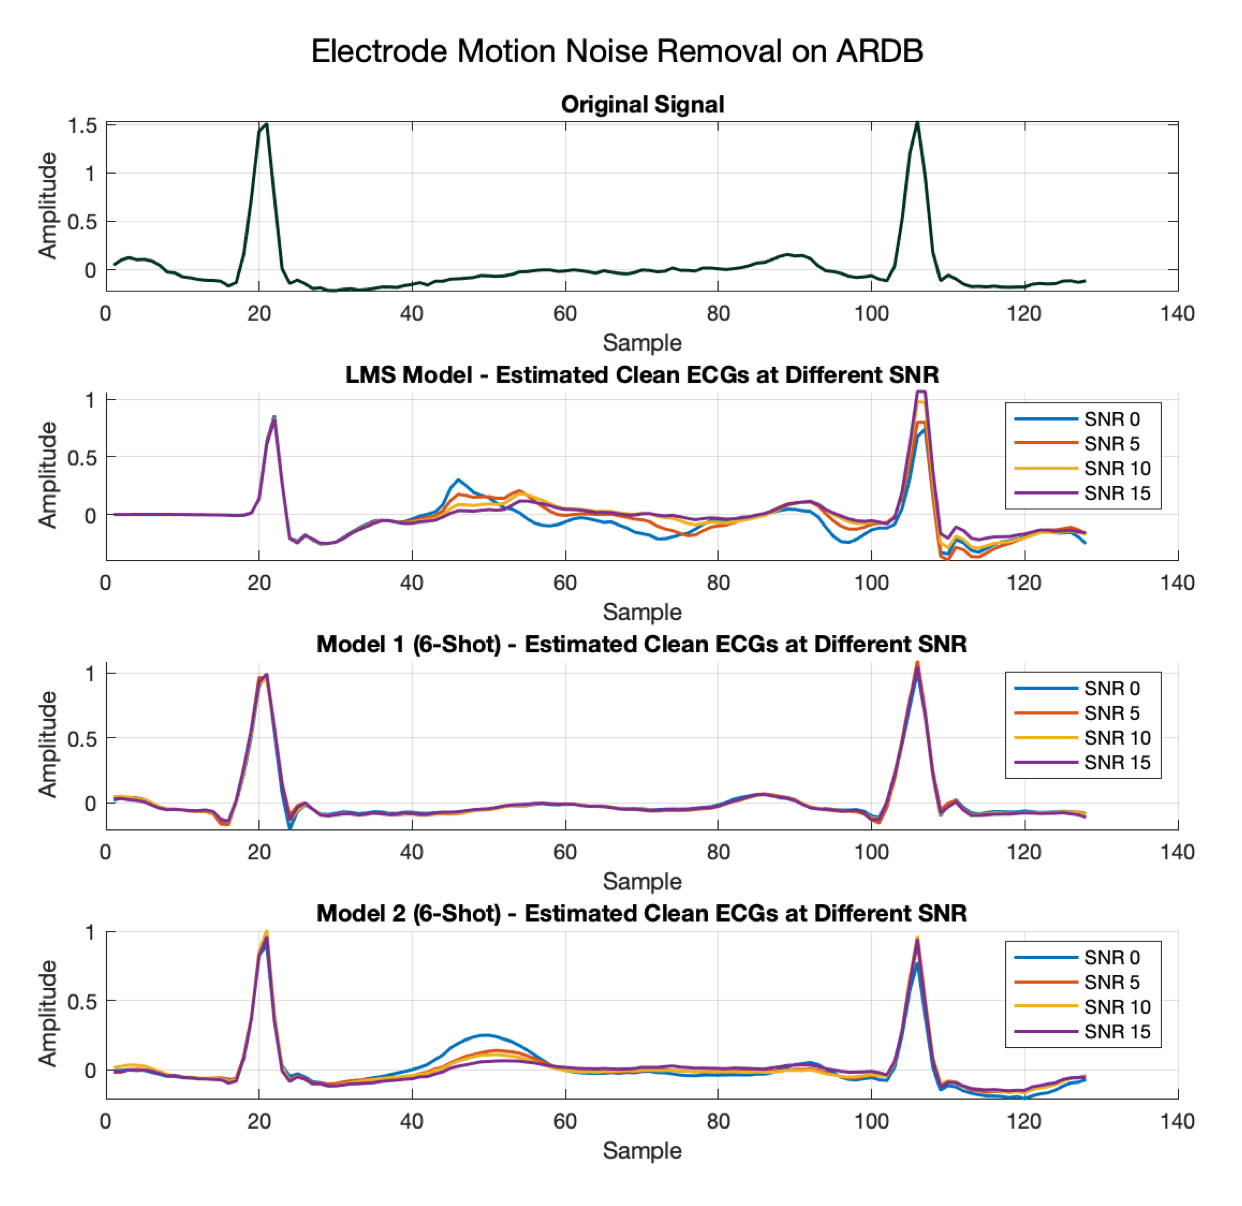 Electrode Motion Noise Removal on ARDB
Original Signal
Amplitude
1.5
1
0.5
0
0 20 40 60 80 100 120 140
Sample
LMS Model - Estimated Clean ECGs at Different SNR
Amplitude
1
0.5
0
SNR 0
SNR 5
SNR 10
SNR 15
0 20 40 60 80 100 120 140
Sample
Model 1 (6-Shot) - Estimated Clean ECGs at Different SNR
Amplitude
1
0.5
0
SNR 0
SNR 5
SNR 10
SNR 15
0 20 40 60 80 100 120 140
Sample
Model 2 (6-Shot) - Estimated Clean ECGs at Different SNR
Amplitude
1
0.5
0
SNR 0
SNR 5
SNR 10
SNR 15
0 20 40 60 80 100 120 140
Sample